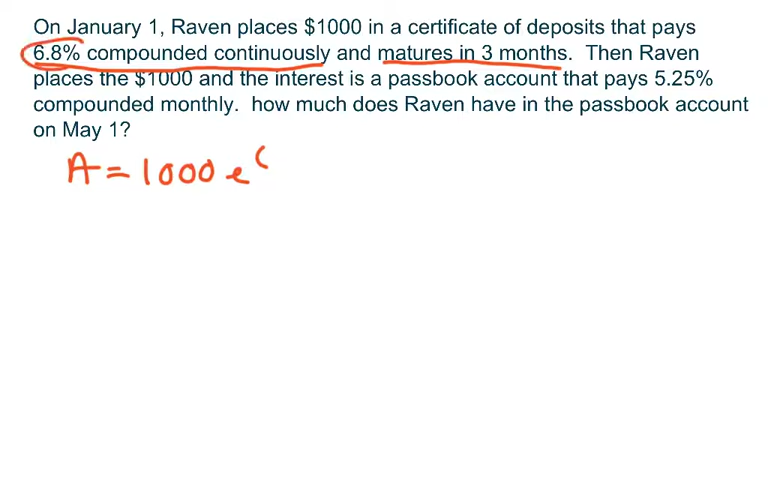 On January 1, Raven places $1000 in a certificate of deposits that pays
6.8% compounded continuously and matures in 3 months. Then Raven
places the $1000 and the interest is a passbook account that pays 5.25%
compounded monthly. how much does Raven have in the passbook account
on May 1?
A = 1000 e (